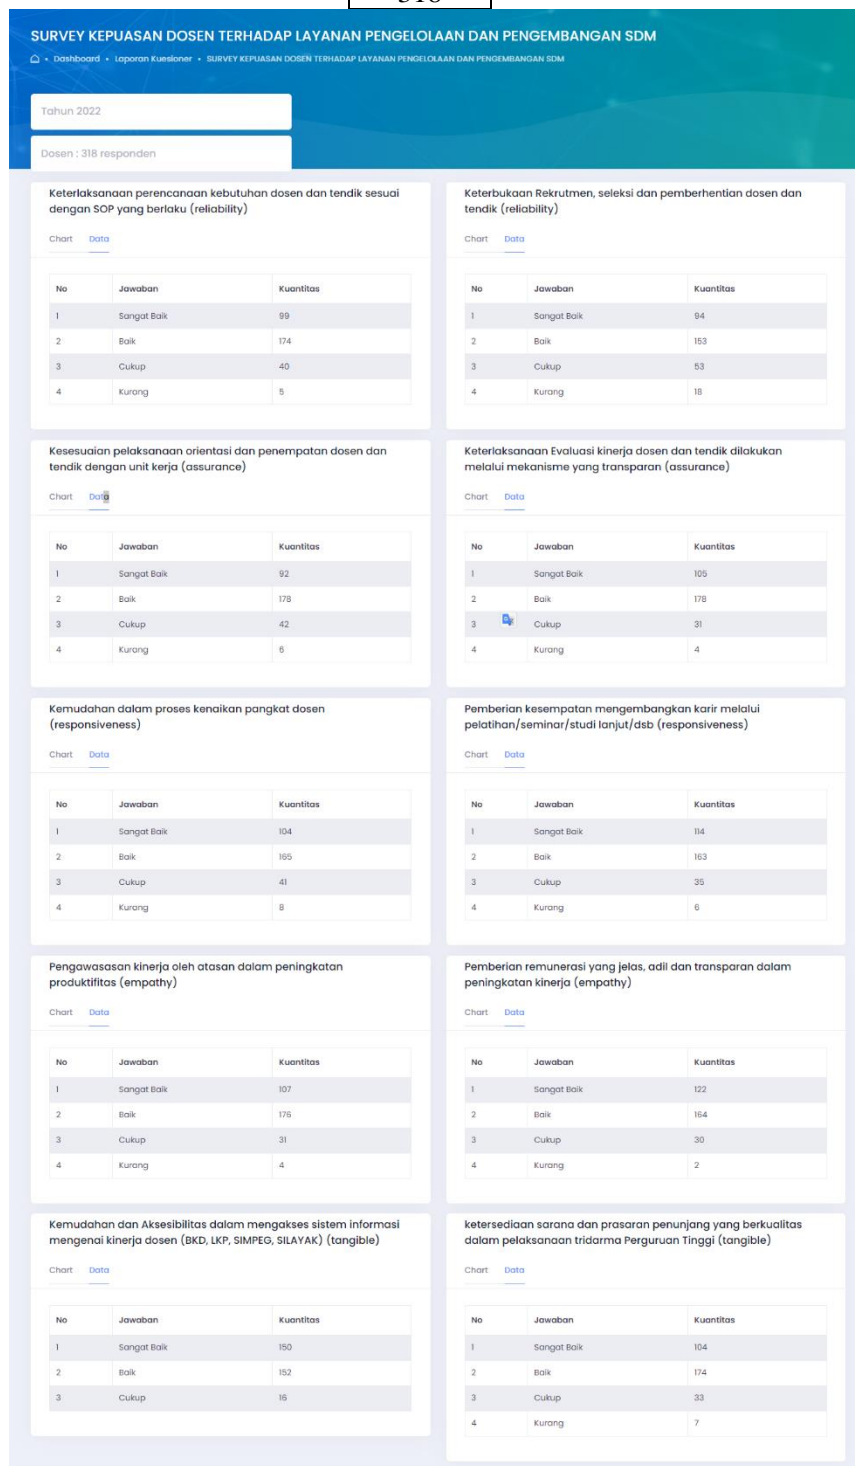 318
SURVEY KEPUASAN DOSEN TERHADAP LAYANAN PENGELOLAAN DAN PENGEMBANGAN SDM
Dashboard • Laporan Kuesioner • SURVEY KEPUASAN DOSEN TERHADAP LAYANAN PENGELOLAAN DAN PENGEMBANGAN SDM
Tahun 2022
Dosen : 318 responden
Keterlaksanaan perencanaan kebutuhan dosen dan tendik sesuai
dengan SOP yang berlaku (reliability)
Chart Data
No Jawaban Kuantitas
1 Sangat Baik 99
2 Baik 174
3 Cukup 40
4 Kurang 5
Keterbukaan Rekrutmen, seleksi dan pemberhentian dosen dan
tendik (reliability)
Chart Data
No Jawaban Kuantitas
1 Sangat Baik 94
2 Baik 153
3 Cukup 53
4 Kurang 18
Kesesuaian pelaksanaan orientasi dan penempatan dosen dan
tendik dengan unit kerja (assurance)
Chart Data
No Jawaban Kuantitas
1 Sangat Baik 92
2 Baik 178
3 Cukup 42
4 Kurang 6
Keterlaksanaan Evaluasi kinerja dosen dan tendik dilakukan
melalui mekanisme yang transparan (assurance)
Chart Data
No Jawaban Kuantitas
1 Sangat Baik 105
2 Baik 178
3 Cukup 31
4 Kurang 4
Kemudahan dalam proses kenaikan pangkat dosen
(responsiveness)
Chart Data
No Jawaban Kuantitas
1 Sangat Baik 104
2 Baik 165
3 Cukup 41
4 Kurang 8
Pemberian kesempatan mengembangkan karir melalui
pelatihan/seminar/studi lanjut/dsb (responsiveness)
Chart Data
No Jawaban Kuantitas
1 Sangat Baik 114
2 Baik 163
3 Cukup 35
4 Kurang 6
Pengawasasan kinerja oleh atasan dalam peningkatan
produktifitas (empathy)
Chart Data
No Jawaban Kuantitas
1 Sangat Baik 107
2 Baik 176
3 Cukup 31
4 Kurang 4
Pemberian remunerasi yang jelas, adil dan transparan dalam
peningkatan kinerja (empathy)
Chart Data
No Jawaban Kuantitas
1 Sangat Baik 122
2 Baik 164
3 Cukup 30
4 Kurang 2
Kemudahan dan Aksesibilitas dalam mengakses sistem informasi
mengenai kinerja dosen (BKD, LKP, SIMPEG, SILAYAK) (tangible)
Chart Data
No Jawaban Kuantitas
1 Sangat Baik 150
2 Baik 152
3 Cukup 16
ketersediaan sarana dan prasaran penunjang yang berkualitas
dalam pelaksanaan tridarma Perguruan Tinggi (tangible)
Chart Data
No Jawaban Kuantitas
1 Sangat Baik 104
2 Baik 174
3 Cukup 33
4 Kurang 7